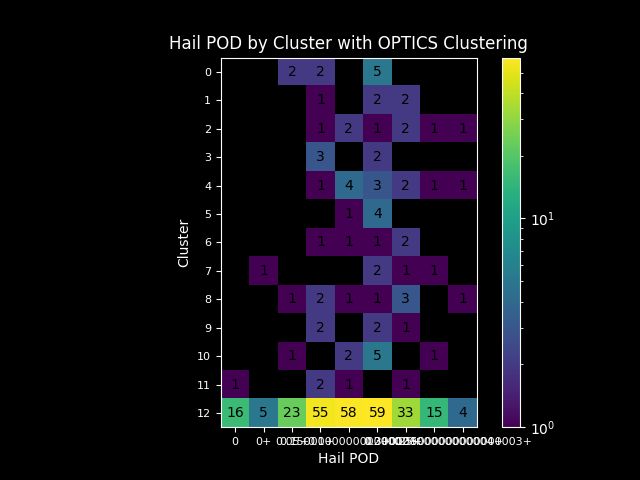 Hail POD by Cluster with OPTICS Clustering
0 2 2 5
1 1 2 2
2 1 2 1 2 1 1
3 3 2
4 1 4 3 2 1 1
5 1 4
6 1 1 1 2
7 1 2 1 1
8 1 2 1 1 3 1
9 2 2 1
10 1 2 5 1
11 1 2 1 1
12 16 5 23 55 58 59 33 15 4
0 0+
Hail POD
Cluster
10¹
10⁰